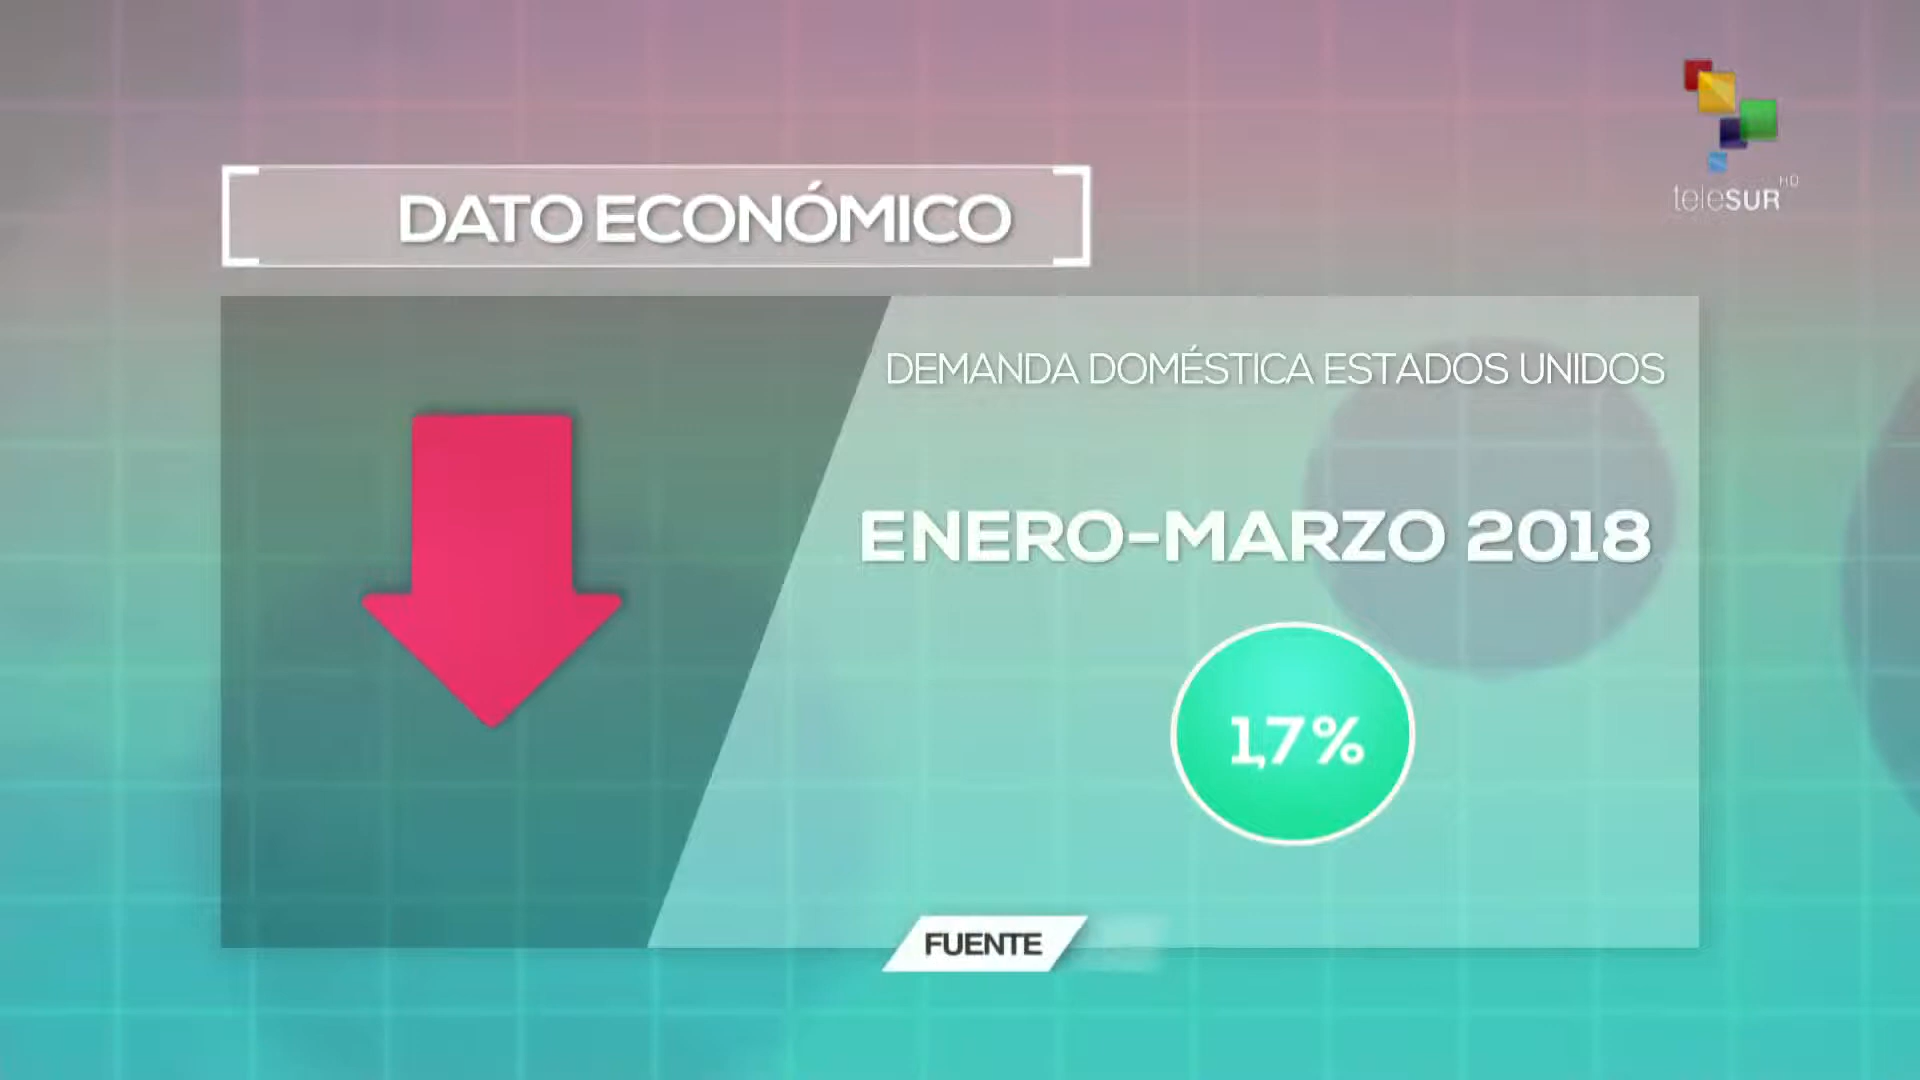 teleSUR HD
DATO ECONÓMICO
DEMANDA DOMÉSTICA ESTADOS UNIDOS
ENERO-MARZO 2018
1,7%
FUENTE